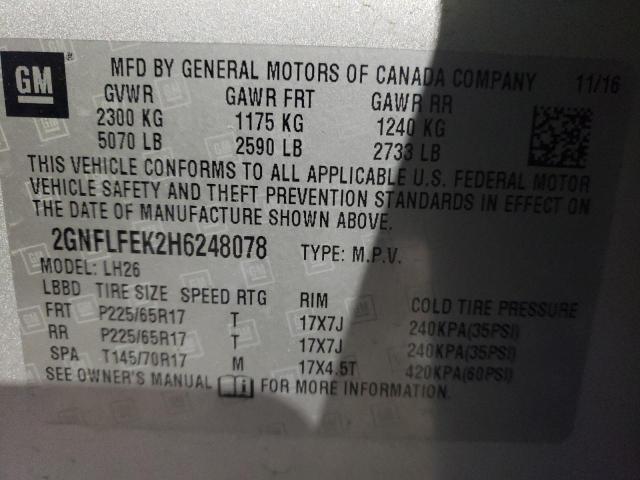 GM ® MFD BY GENERAL MOTORS OF CANADA COMPANY 11/16
GVWR GAWR FRT GAWR RR
2300 KG 1175 KG 1240 KG
5070 LB 2590 LB 2733 LB
THIS VEHICLE CONFORMS TO ALL APPLICABLE U.S. FEDERAL MOTOR
VEHICLE SAFETY AND THEFT PREVENTION STANDARDS IN EFFECT ON
THE DATE OF MANUFACTURE SHOWN ABOVE.
2GNFLFEK2H6248078 TYPE: M.P.V.
MODEL: LH26
LBBD TIRE SIZE SPEED RTG RIM COLD TIRE PRESSURE
FRT P225/65R17 T 17X7J 240KPA(35PSI)
RR P225/65R17 T 17X7J 240KPA(35PSI)
SPA T145/70R17 M 17X4.5T 420KPA(60PSI)
SEE OWNER'S MANUAL FOR MORE INFORMATION.